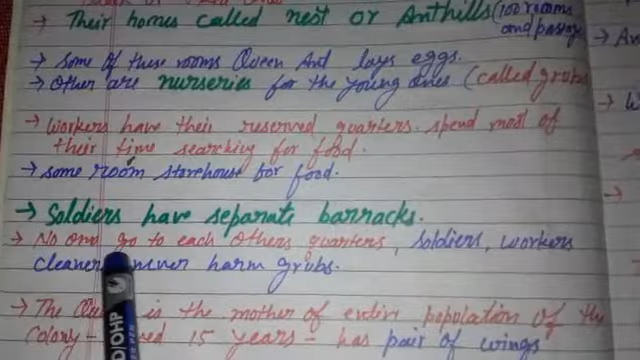 → Their homes called nest or Anthills (100 rooms
and passag
→ Some of these rooms Queen Ant lays eggs.
→ Other are nurseries for the young ones (called grubs
→ Workers have their reserved quarters. spend most of
their time searching for food.
→ some room storehouse for food.
→ Soldiers have separate barracks.
→ No one go to each others quarters, soldiers, workers
cleaners never harm grubs.
→ The Queen is the mother of entire population of the
Colony - 15 years - has pair of wings
D/OHP